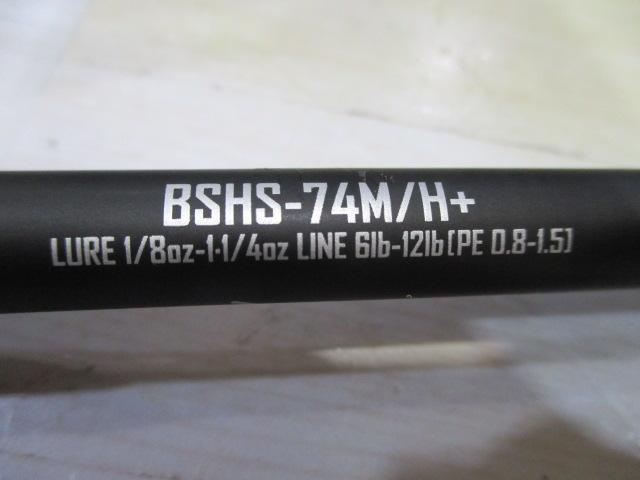 BSHS-74M/H+
LURE 1/8oz-1·1/4oz LINE 6lb-12lb[PE 0.8-1.5]